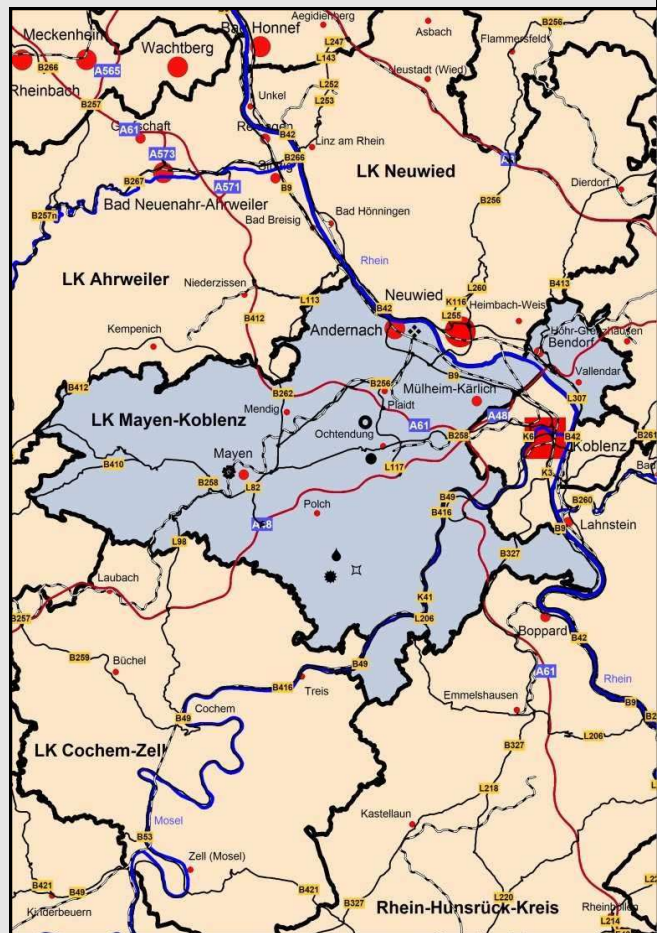 Aegidienberg
Asbach
B256
Meckenheim
Bad Honnef
L247
Flammersfeld
Wachtberg
L143
B266
A565
Neustadt (Wied)
L252
Rheinbach
L253
B257
Unkel
A61
B42
Linz am Rhein
A573
B266
LK Neuwied
B267
A571
B9
Dierdorf
Bad Neuenahr-Ahrweiler
B256
B257n
Bad Breisig
Bad Hönningen
Rhein
LK Ahrweiler
B413
Niederzissen
L260
L113
Neuwied
K116
B42
L255
Heimbach-Weis
B412
Andernach
Höhr-Grenzhausen
Kempenich
Bendorf
B9
Vallendar
B412
B256
B262
Mülheim-Kärlich
L307
Plaidt
LK Mayen-Koblenz
Mendig
A61
A48
Ochtendung
B258
K6
B42
B261
Koblenz
B410
Mayen
L117
K3
B258
L82
B49
B260
B416
Polch
Lahnstein
B9
A48
B327
L98
Laubach
K41
B257
L206
Boppard
B42
B259
Büchel
B49
A61
Rhein
B416
Treis
Emmelshausen
Cochem
B9
B49
L206
LK Cochem-Zell
B327
L218
Mosel
Kastellaun
B53
Zell (Mosel)
B421
B421
B49
L220
B327
Kinderbeuern
Rhein-Hunsrück-Kreis
Rheinböllen
L214